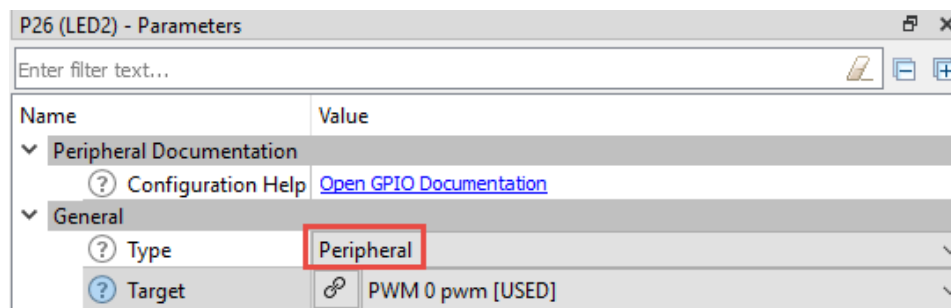 P26 (LED2) - Parameters
Enter filter text...
Name Value
Peripheral Documentation
Configuration Help Open GPIO Documentation
General
Type Peripheral
Target PWM 0 pwm [USED]